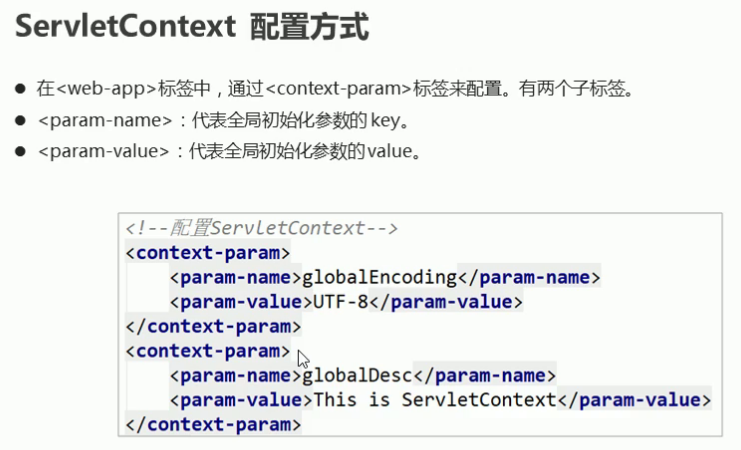 ServletContext 配置方式
● 在<web-app>标签中，通过<context-param>标签来配置。有两个子标签。
● <param-name>：代表全局初始化参数的 key。
● <param-value>：代表全局初始化参数的value。
<!--配置ServletContext-->
<context-param>
    <param-name>globalEncoding</param-name>
    <param-value>UTF-8</param-value>
</context-param>
<context-param>
    <param-name>globalDesc</param-name>
    <param-value>This is ServletContext</param-value>
</context-param>